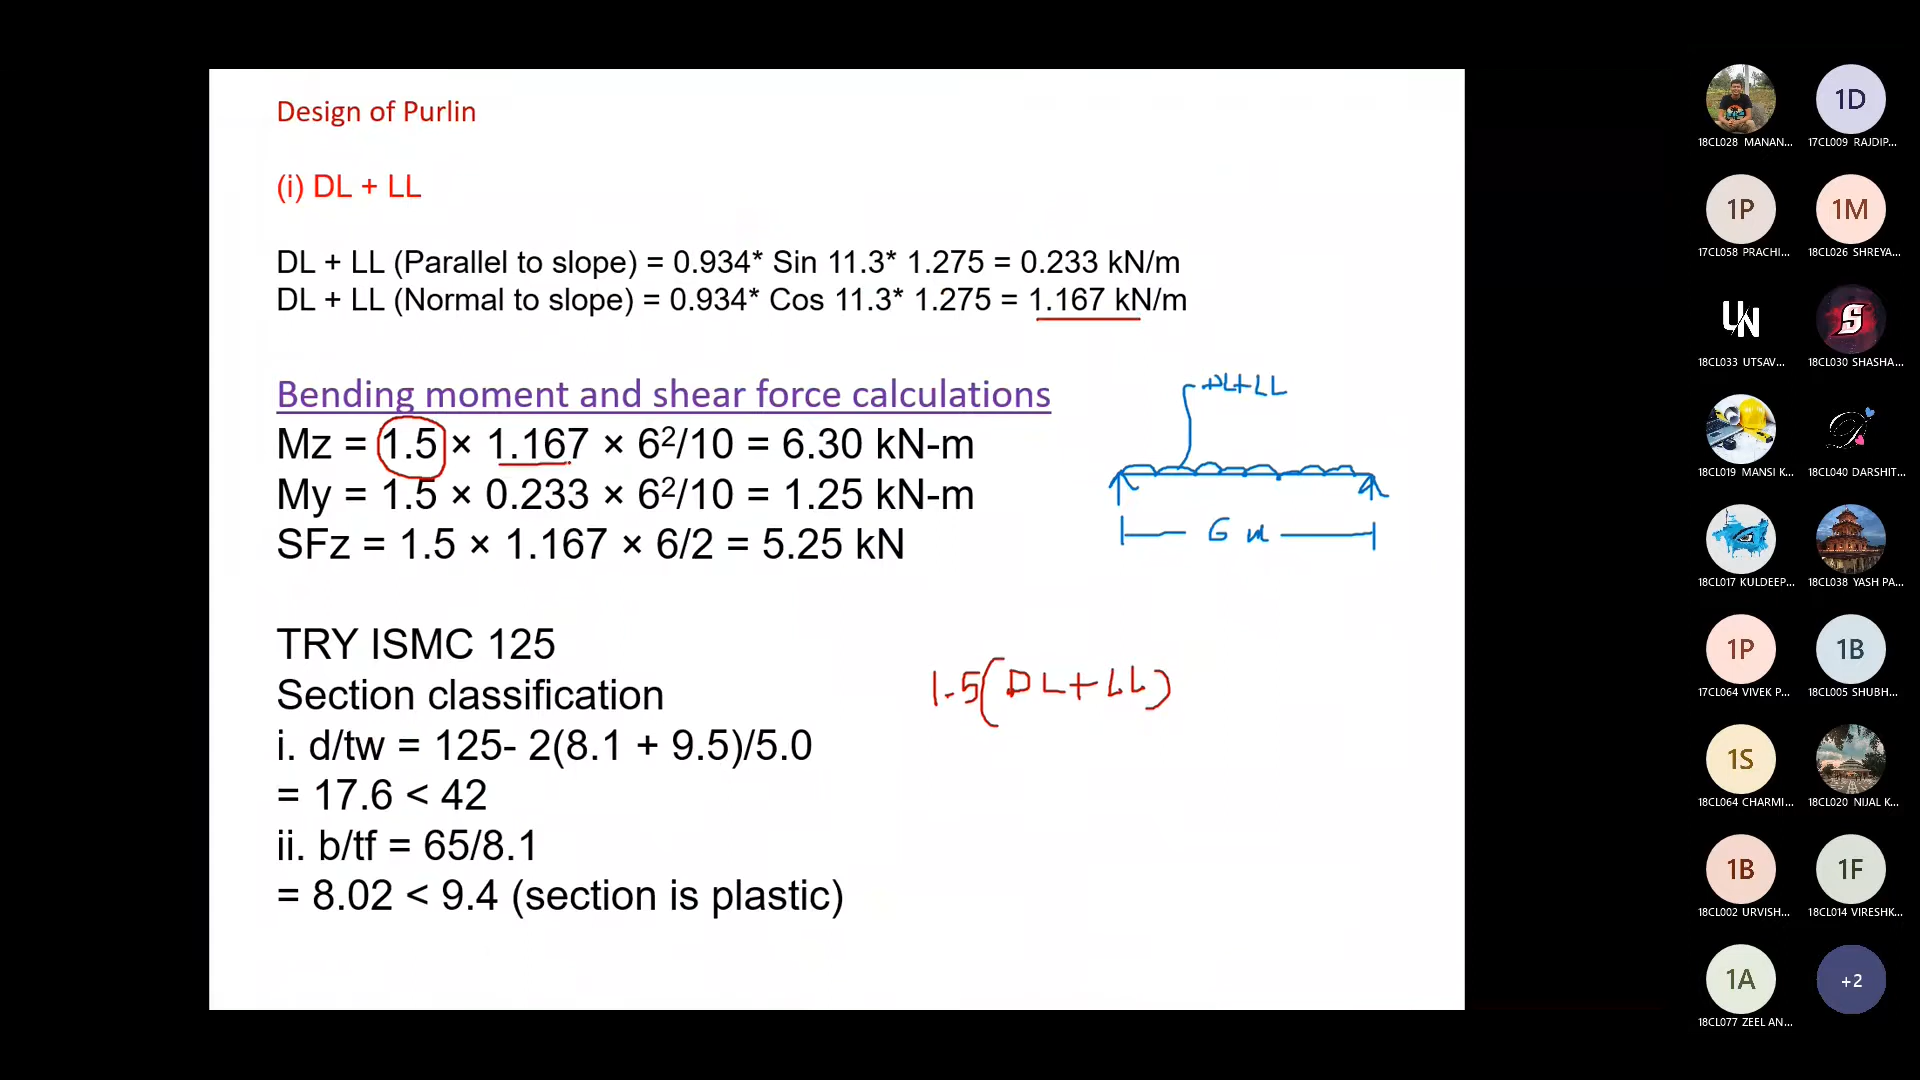 Design of Purlin
(i) DL + LL
DL + LL (Parallel to slope) = 0.934* Sin 11.3* 1.275 = 0.233 kN/m
DL + LL (Normal to slope) = 0.934* Cos 11.3* 1.275 = 1.167 kN/m
Bending moment and shear force calculations
Mz = 1.5 × 1.167 × 6²/10 = 6.30 kN-m
My = 1.5 × 0.233 × 6²/10 = 1.25 kN-m
SFz = 1.5 × 1.167 × 6/2 = 5.25 kN
DL+LL
6 m
TRY ISMC 125
Section classification
i. d/tw = 125- 2(8.1 + 9.5)/5.0
= 17.6 < 42
ii. b/tf = 65/8.1
= 8.02 < 9.4 (section is plastic)
1.5(DL+LL)
18CL028 MANAN...
1D
17CL009 RAJDIP...
1P
17CL058 PRACHI...
1M
18CL026 SHREYA...
UN
18CL033 UTSAV...
S
18CL030 SHASHA...
18CL019 MANSI K...
18CL040 DARSHIT...
18CL017 KULDEEP...
18CL038 YASH PA...
1P
17CL064 VIVEK P...
1B
18CL005 SHUBH...
1S
18CL064 CHARMI...
18CL020 NIJAL K...
1B
18CL002 URVISH...
1F
18CL014 VIRESHK...
1A
18CL077 ZEEL AN...
+2